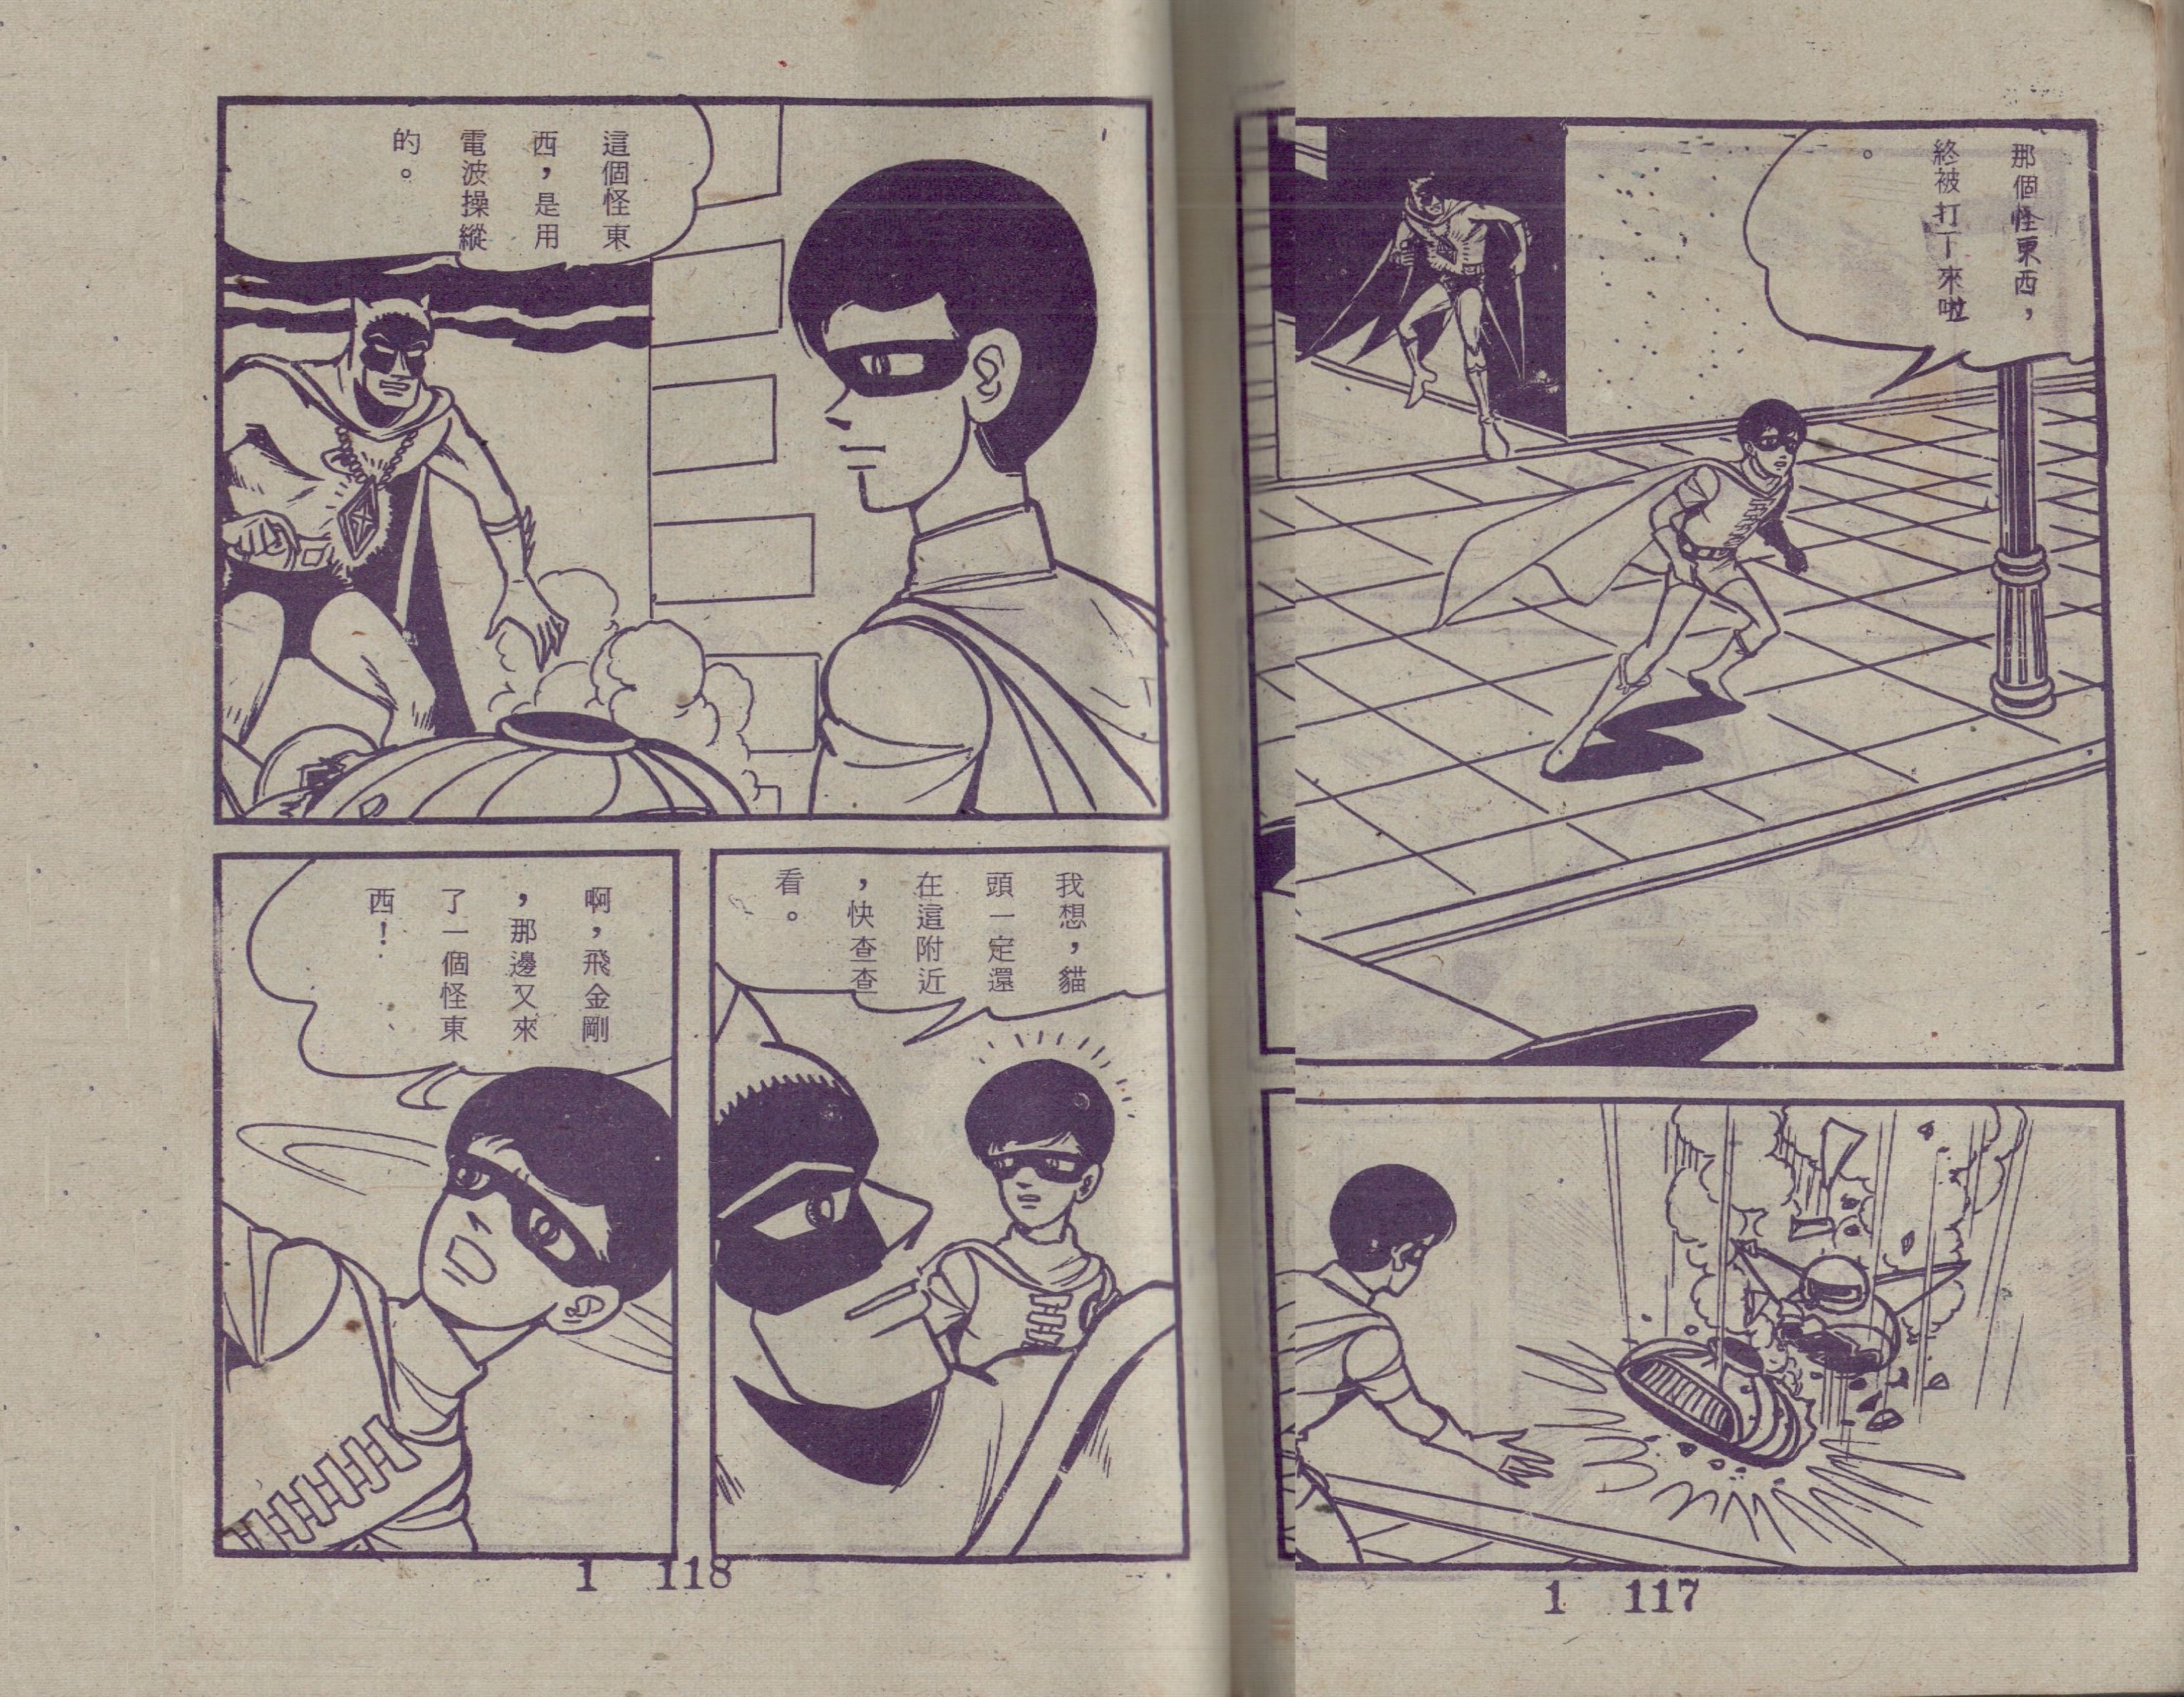 那個怪東西，
終被打下來啦
。
1 117
這個怪東
西，是用
電波操縱
的。
我想，貓
頭一定還
在這附近
，快查查
看。
啊，飛金剛
，那邊又來
了一個怪東
西！
1 118